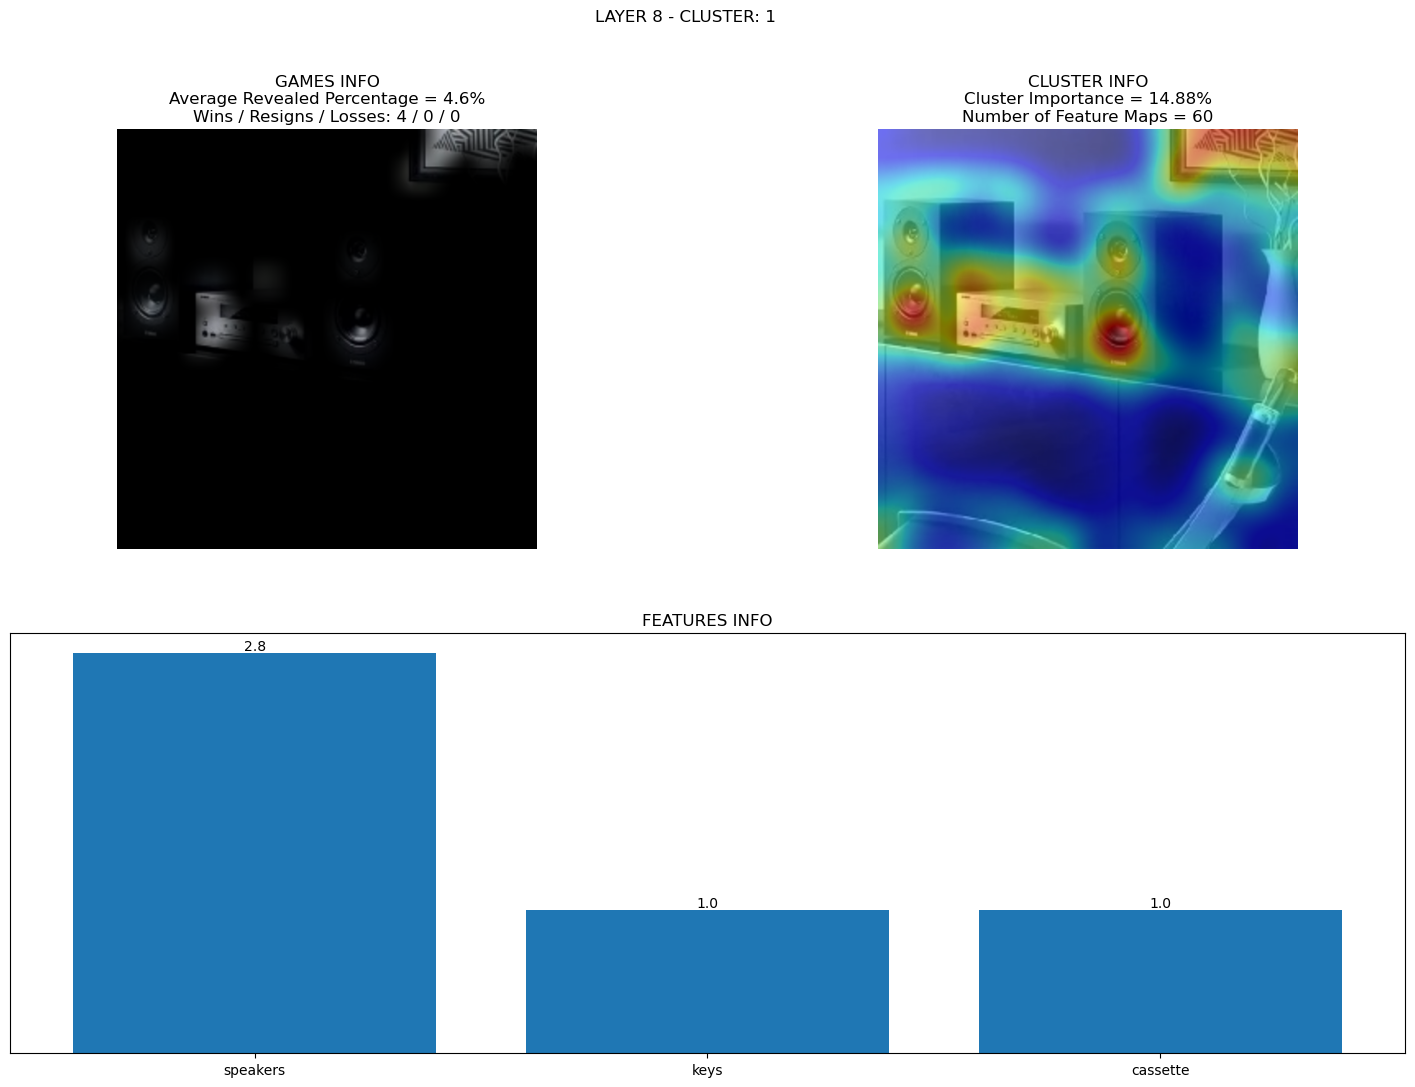 LAYER 8 - CLUSTER: 1
GAMES INFO
Average Revealed Percentage = 4.6%
Wins / Resigns / Losses: 4 / 0 / 0
CLUSTER INFO
Cluster Importance = 14.88%
Number of Feature Maps = 60
FEATURES INFO
2.8
1.0
1.0
speakers
keys
cassette